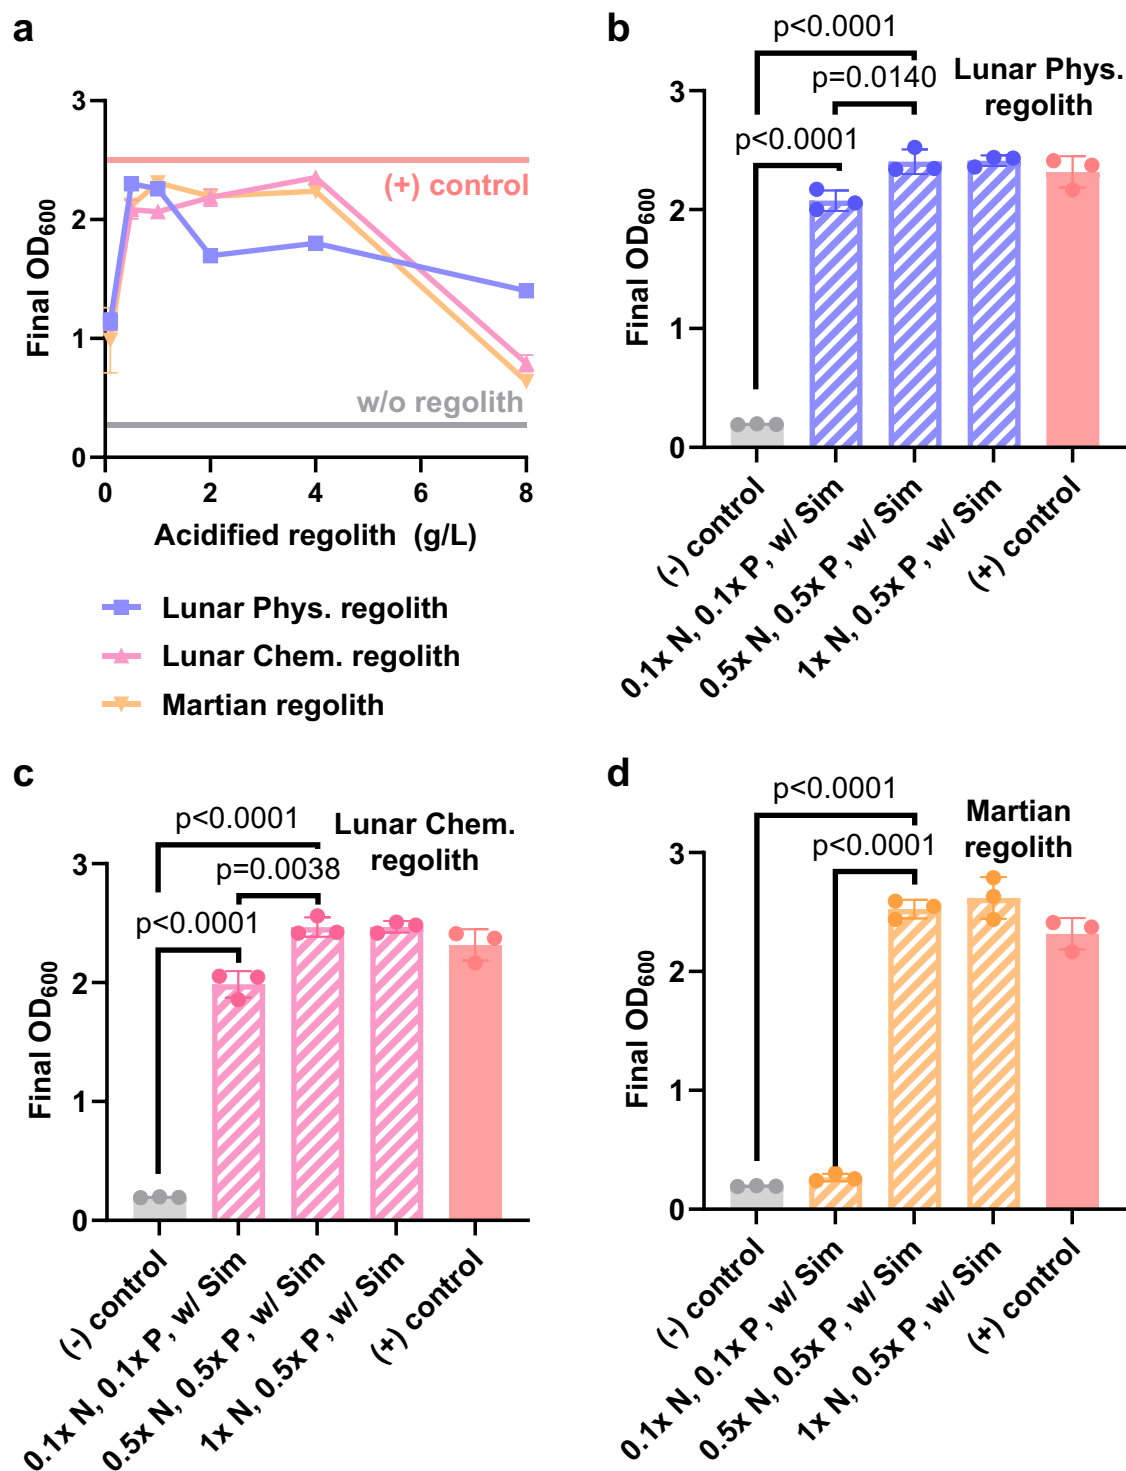 a
3
2
1
0
Final OD600
(+) control
w/o regolith
0 2 4 6 8
Acidified regolith (g/L)
Lunar Phys. regolith
Lunar Chem. regolith
Martian regolith
b
p<0.0001
p=0.0140
p<0.0001
Lunar Phys.
regolith
3
2
1
0
Final OD600
(-) control
0.1x N, 0.1x P, w/ Sim
0.5x N, 0.5x P, w/ Sim
1x N, 0.5x P, w/ Sim
(+) control
c
p<0.0001
p=0.0038
p<0.0001
Lunar Chem.
regolith
3
2
1
0
Final OD600
(-) control
0.1x N, 0.1x P, w/ Sim
0.5x N, 0.5x P, w/ Sim
1x N, 0.5x P, w/ Sim
(+) control
d
p<0.0001
p<0.0001
Martian
regolith
3
2
1
0
Final OD600
(-) control
0.1x N, 0.1x P, w/ Sim
0.5x N, 0.5x P, w/ Sim
1x N, 0.5x P, w/ Sim
(+) control